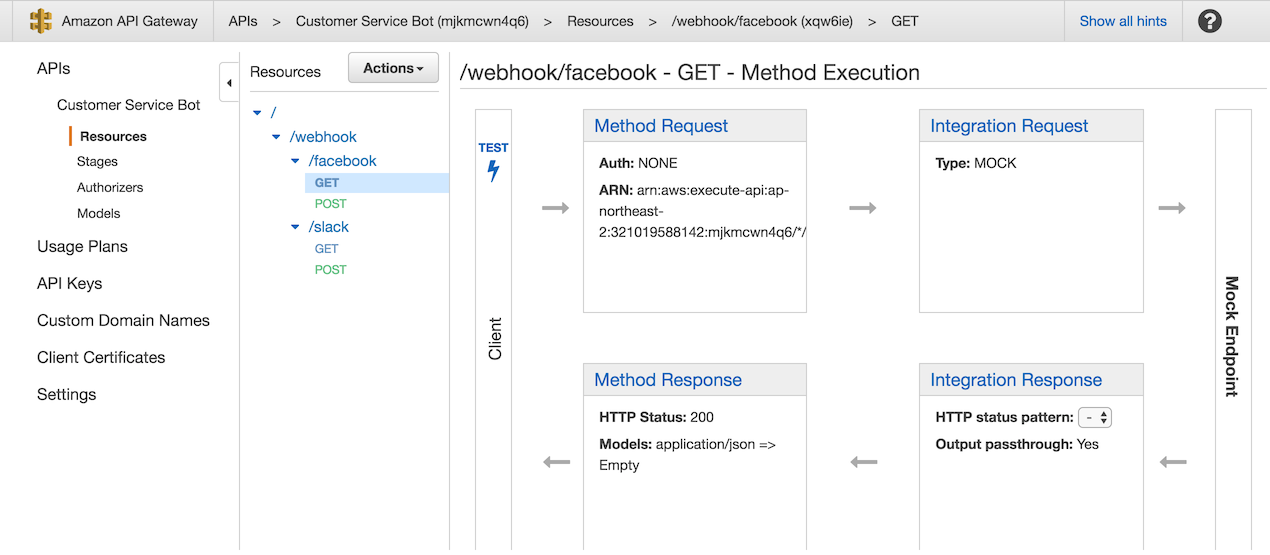 Amazon API Gateway
APIs > Customer Service Bot (mjkmcwn4q6) > Resources > /webhook/facebook (xqw6ie) > GET
Show all hints
?
APIs
Customer Service Bot
Resources
Stages
Authorizers
Models
Usage Plans
API Keys
Custom Domain Names
Client Certificates
Settings
Resources
Actions
/
/webhook
/facebook
GET
POST
/slack
GET
POST
/webhook/facebook - GET - Method Execution
TEST
Client
Method Request
Auth: NONE
ARN: arn:aws:execute-api:ap-
northeast-
2:321019588142:mjkmcwn4q6/*/
Integration Request
Type: MOCK
Mock Endpoint
Method Response
HTTP Status: 200
Models: application/json =>
Empty
Integration Response
HTTP status pattern: -
Output passthrough: Yes